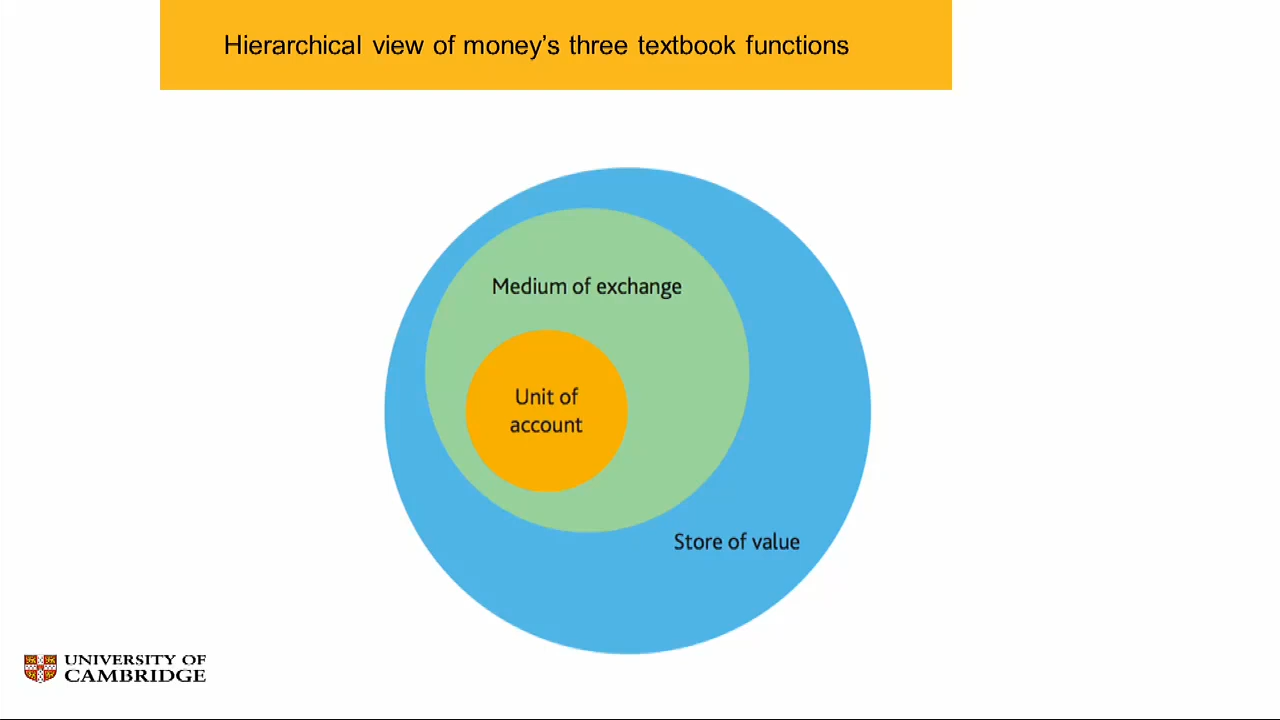 Hierarchical view of money’s three textbook functions
Medium of exchange
Unit of
account
Store of value
UNIVERSITY OF
CAMBRIDGE